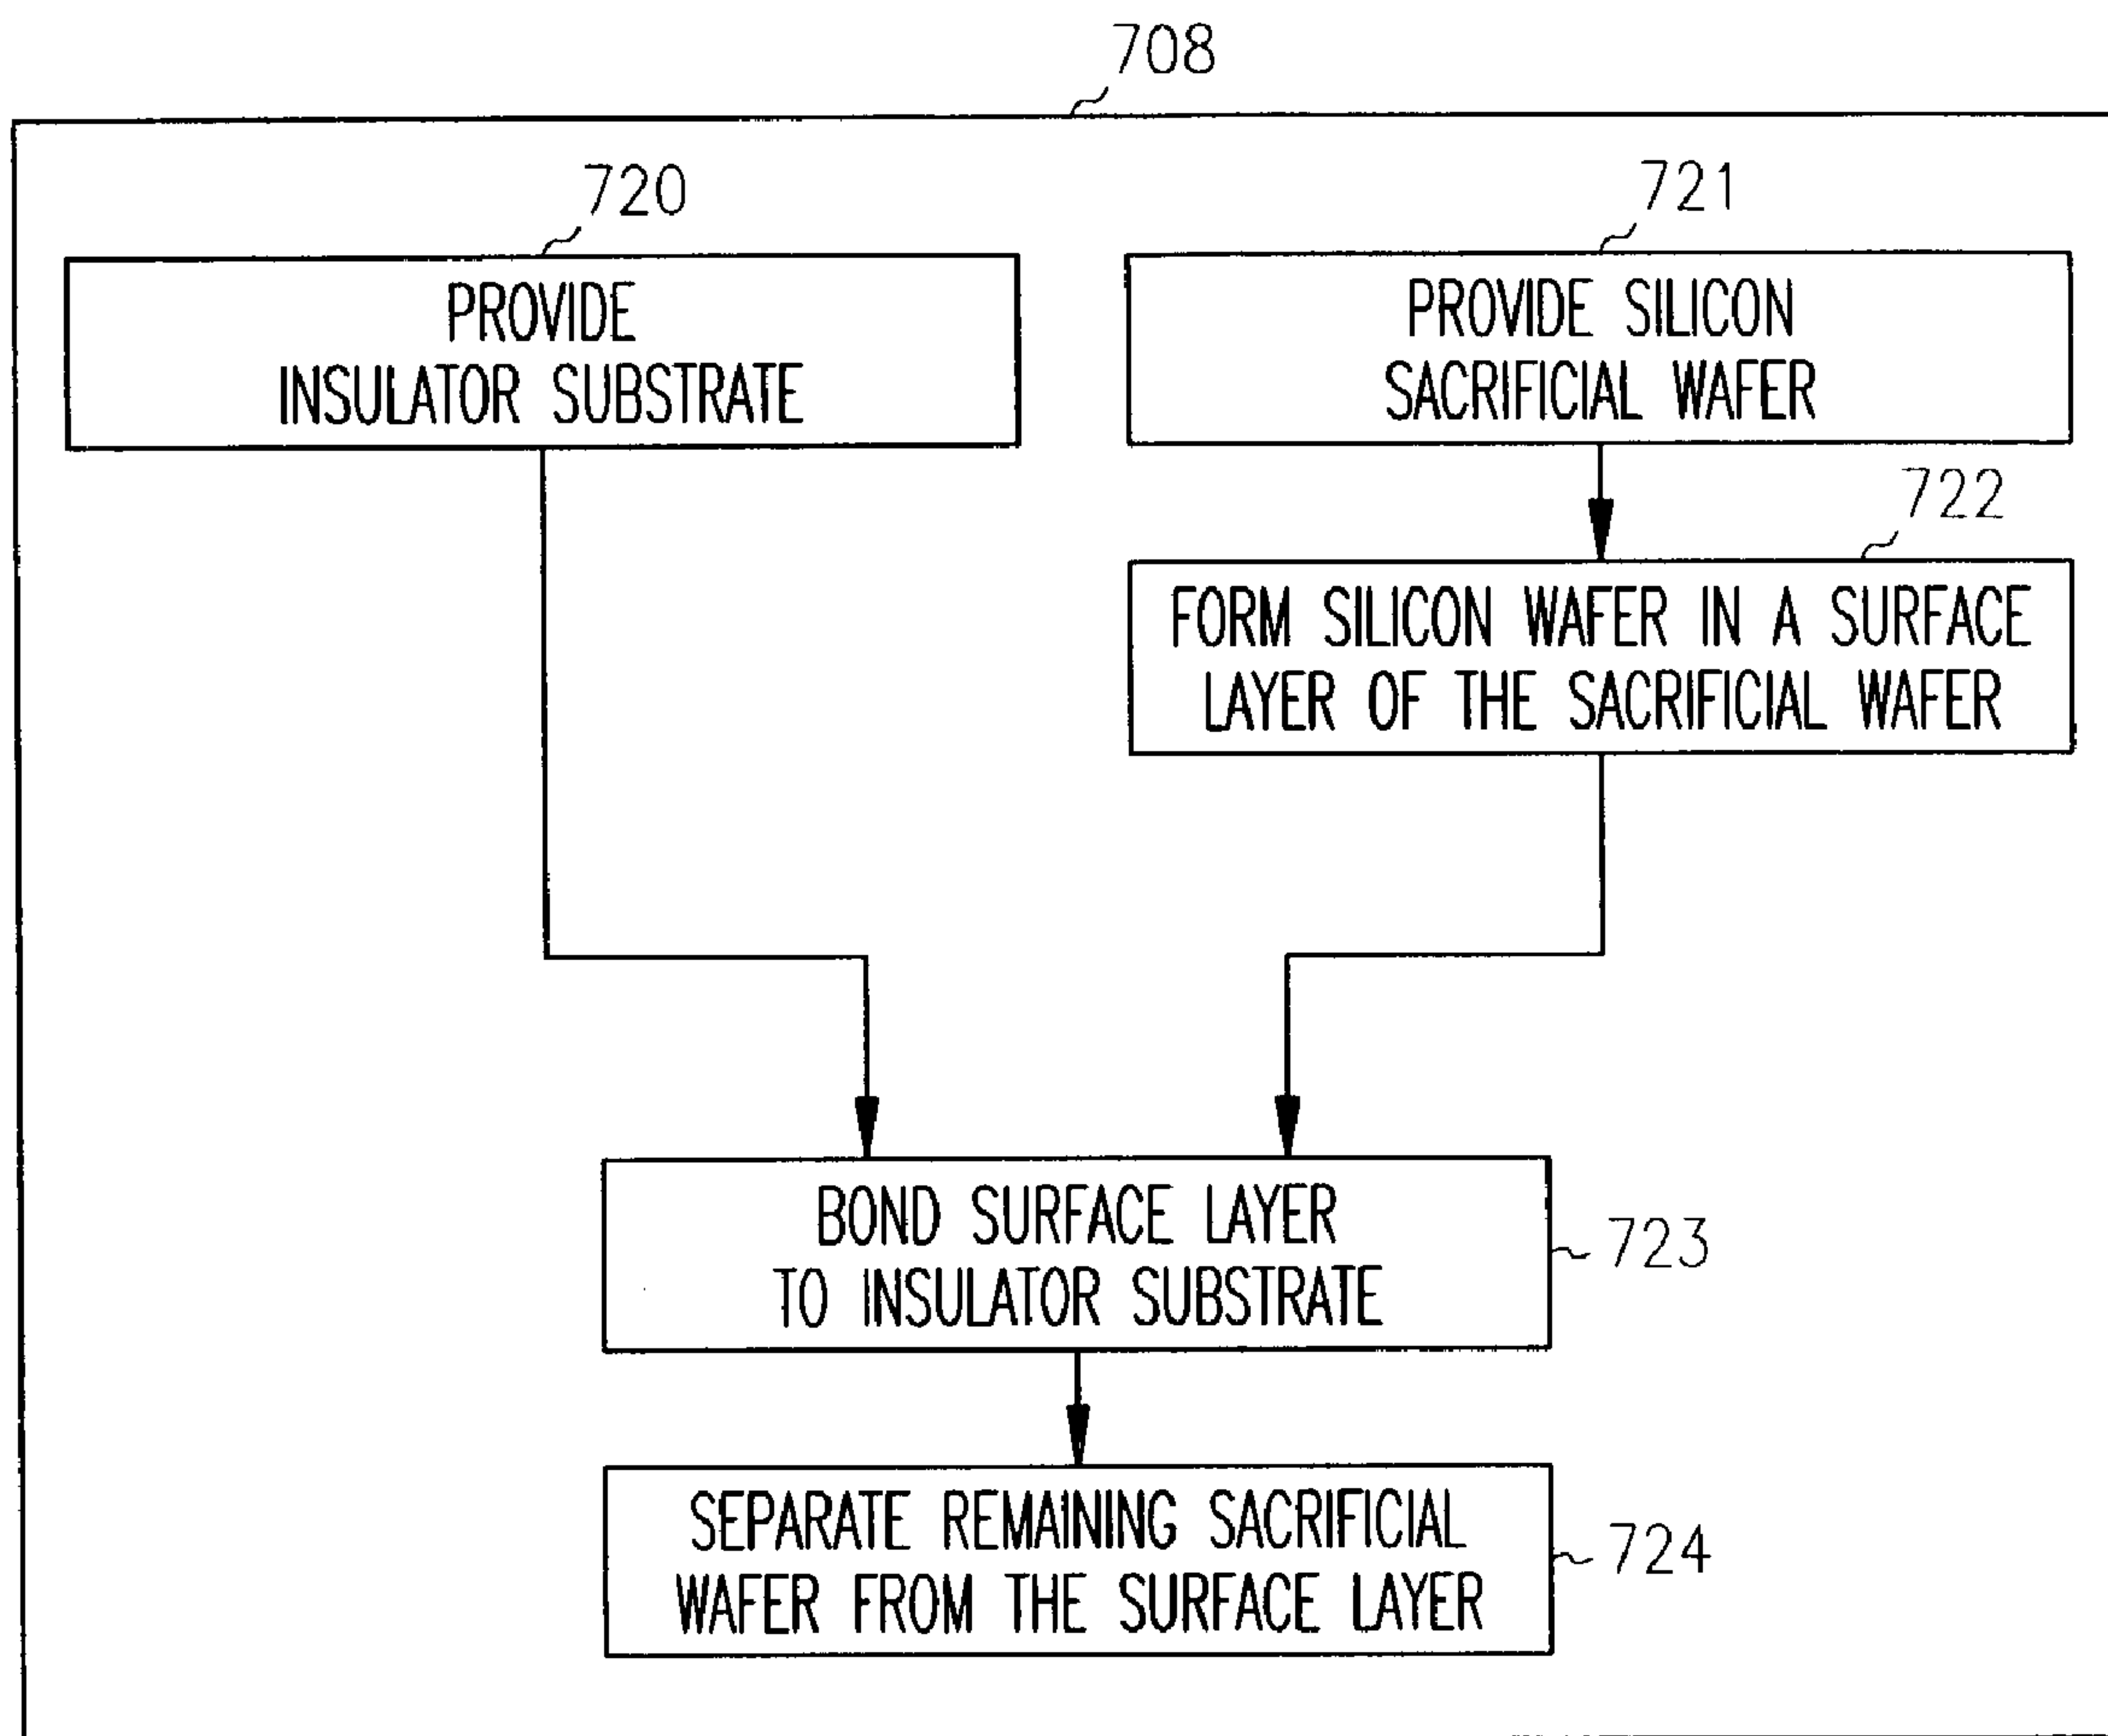 708
720
PROVIDE
INSULATOR SUBSTRATE
721
PROVIDE SILICON
SACRIFICIAL WAFER
722
FORM SILICON WAFER IN A SURFACE
LAYER OF THE SACRIFICIAL WAFER
BOND SURFACE LAYER
TO INSULATOR SUBSTRATE
723
SEPARATE REMAINING SACRIFICIAL
WAFER FROM THE SURFACE LAYER
724